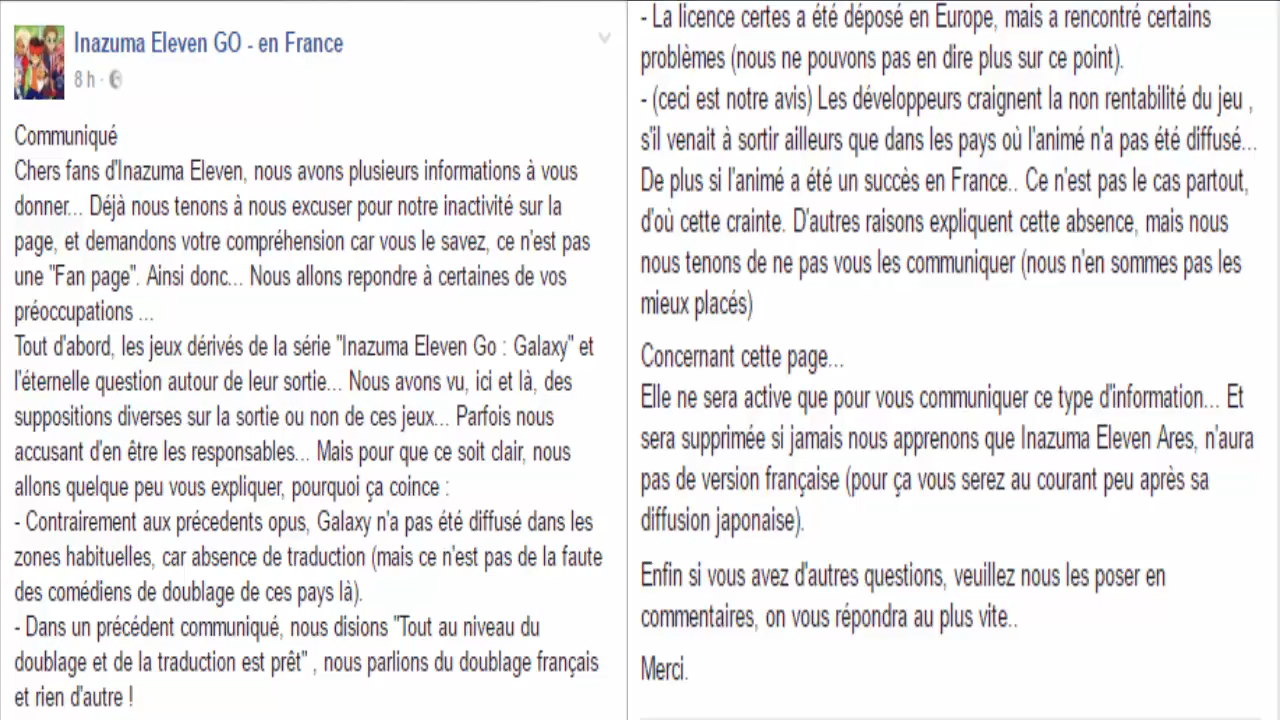 Inazuma Eleven GO - en France
8 h ·
Communiqué
Chers fans d'Inazuma Eleven, nous avons plusieurs informations à vous
donner... Déjà nous tenons à nous excuser pour notre inactivité sur la
page, et demandons votre compréhension car vous le savez, ce n'est pas
une "Fan page". Ainsi donc... Nous allons repondre à certaines de vos
préoccupations ...
Tout d'abord, les jeux dérivés de la série "Inazuma Eleven Go : Galaxy" et
l'éternelle question autour de leur sortie... Nous avons vu, ici et là, des
suppositions diverses sur la sortie ou non de ces jeux... Parfois nous
accusant d'en être les responsables... Mais pour que ce soit clair, nous
allons quelque peu vous expliquer, pourquoi ça coince :
- Contrairement aux précedents opus, Galaxy n'a pas été diffusé dans les
zones habituelles, car absence de traduction (mais ce n'est pas de la faute
des comédiens de doublage de ces pays là).
- Dans un précédent communiqué, nous disions "Tout au niveau du
doublage et de la traduction est prêt" , nous parlions du doublage français
et rien d'autre !
- La licence certes a été déposé en Europe, mais a rencontré certains
problèmes (nous ne pouvons pas en dire plus sur ce point).
- (ceci est notre avis) Les développeurs craignent la non rentabilité du jeu ,
s'il venait à sortir ailleurs que dans les pays où l'animé n'a pas été diffusé...
De plus si l'animé a été un succès en France.. Ce n'est pas le cas partout,
d'où cette crainte. D'autres raisons expliquent cette absence, mais nous
nous tenons de ne pas vous les communiquer (nous n'en sommes pas les
mieux placés)
Concernant cette page...
Elle ne sera active que pour vous communiquer ce type d'information... Et
sera supprimée si jamais nous apprenons que Inazuma Eleven Ares, n'aura
pas de version française (pour ça vous serez au courant peu après sa
diffusion japonaise).
Enfin si vous avez d'autres questions, veuillez nous les poser en
commentaires, on vous répondra au plus vite..
Merci.